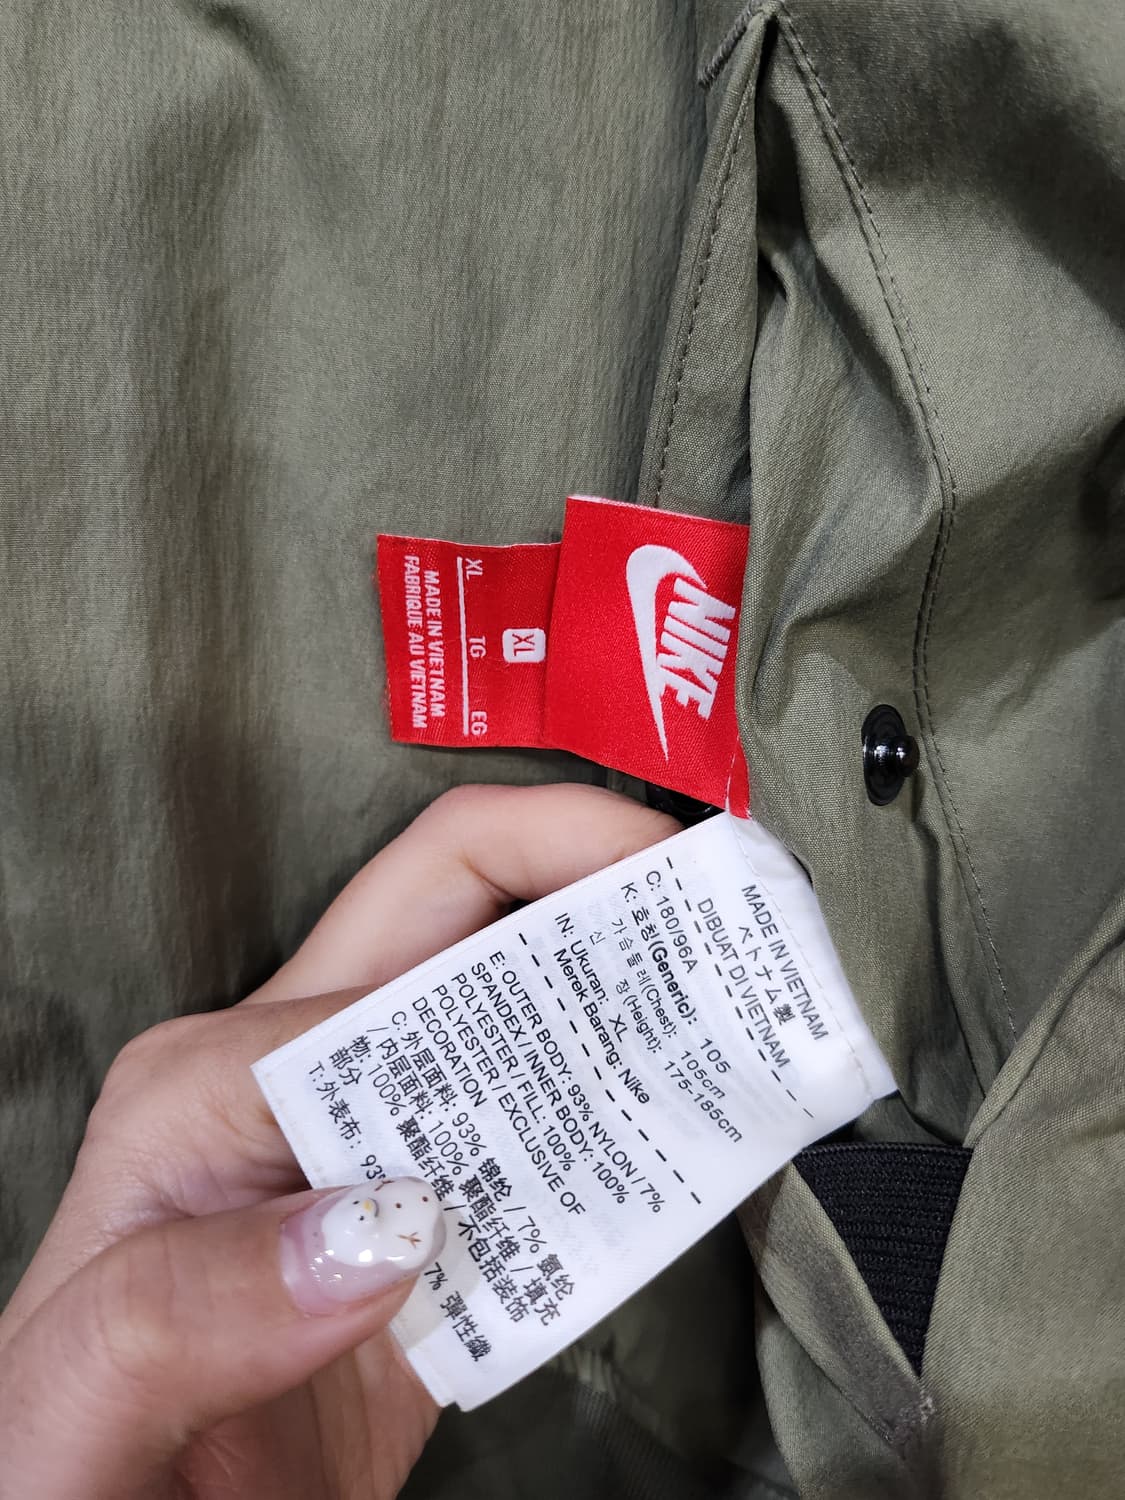 NIKE
XL
XL TG EG
MADE IN VIETNAM
FABRIQUE AU VIETNAM
MADE IN VIETNAM
ベトナム製
DIBUAT DI VIETNAM
C: 180/96A
K: 호칭(Generic): 105
가슴둘레(Chest): 105cm
신 장(Height): 175-185cm
IN: Ukuran: XL
Merek Barang: Nike
E: OUTER BODY: 93% NYLON / 7%
SPANDEX / INNER BODY: 100%
POLYESTER / FILL: 100%
POLYESTER / EXCLUSIVE OF
DECORATION
C: 外层面料: 93% 锦纶 / 7% 氨纶
/ 内层面料: 100% 聚酯纤维 / 填充
物: 100% 聚酯纤维 / 不包括装饰
部分
T: 外表布: 93% 7% 彈性纖